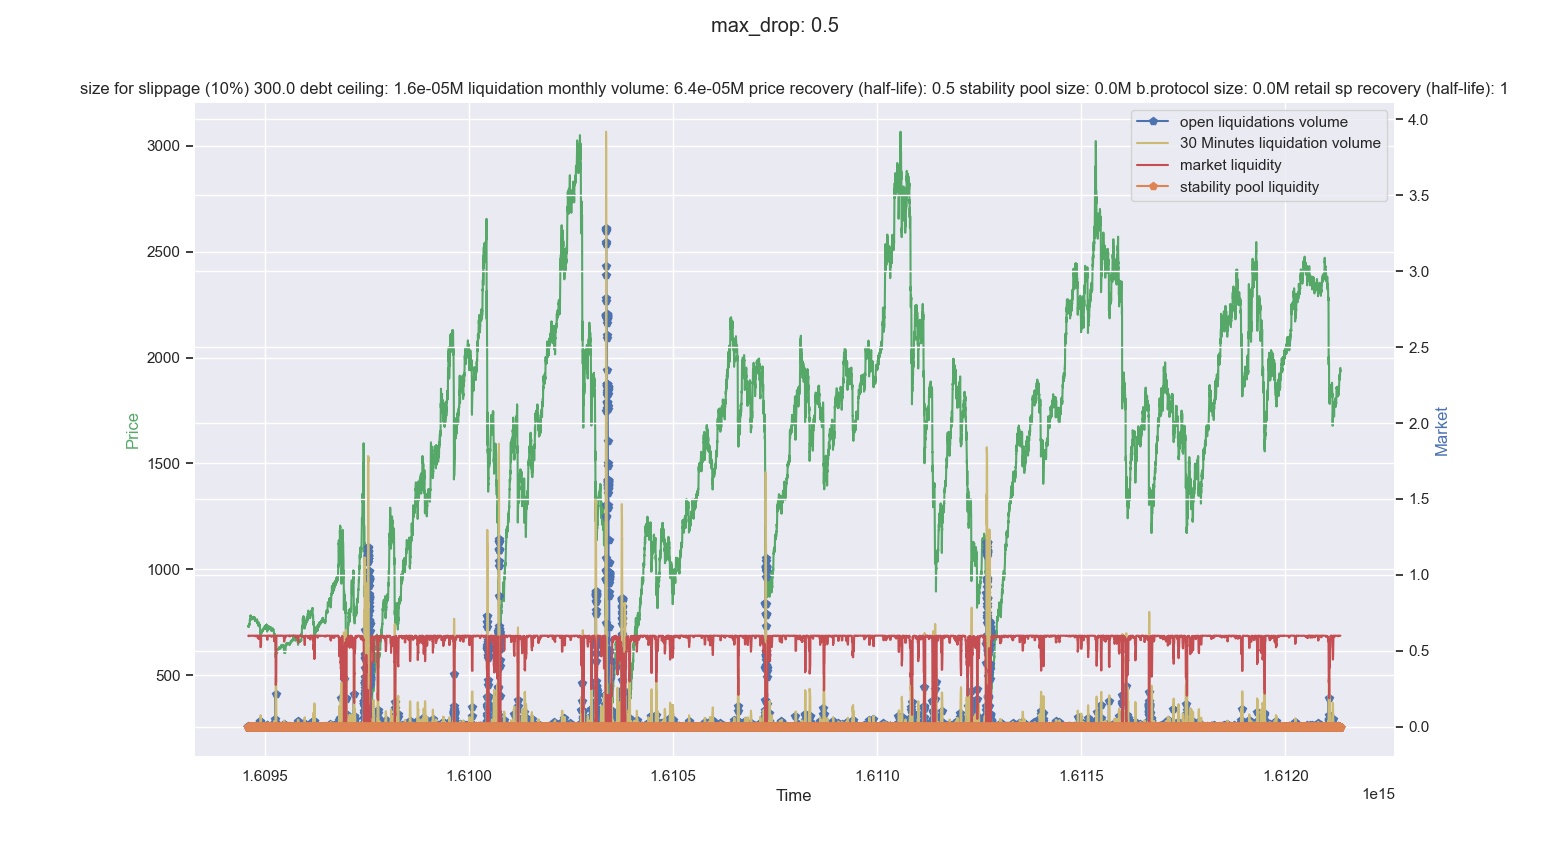 max_drop: 0.5
size for slippage (10%) 300.0 debt ceiling: 1.6e-05M liquidation monthly volume: 6.4e-05M price recovery (half-life): 0.5 stability pool size: 0.0M b.protocol size: 0.0M retail sp recovery (half-life): 1
open liquidations volume
30 Minutes liquidation volume
market liquidity
stability pool liquidity
3000
2500
2000
1500
1000
500
Price
4.0
3.5
3.0
2.5
2.0
1.5
1.0
0.5
0.0
Market
1.6095 1.6100 1.6105 1.6110 1.6115 1.6120
1e15
Time